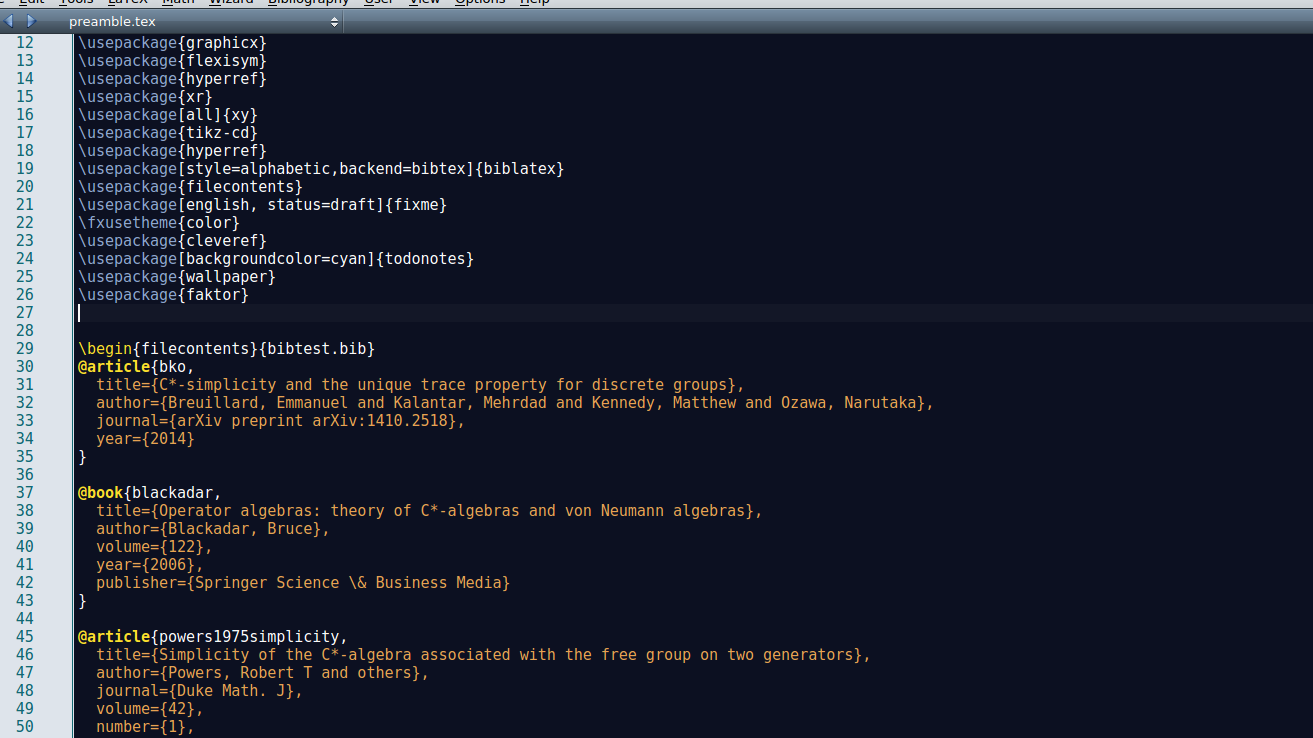 Edit Tools LaTeX Math Wizard Bibliography User View Options Help
preamble.tex
12 \usepackage{graphicx}
13 \usepackage{flexisym}
14 \usepackage{hyperref}
15 \usepackage{xr}
16 \usepackage[all]{xy}
17 \usepackage{tikz-cd}
18 \usepackage{hyperref}
19 \usepackage[style=alphabetic,backend=bibtex]{biblatex}
20 \usepackage{filecontents}
21 \usepackage[english, status=draft]{fixme}
22 \fxusetheme{color}
23 \usepackage{cleveref}
24 \usepackage[backgroundcolor=cyan]{todonotes}
25 \usepackage{wallpaper}
26 \usepackage{faktor}
27
28
29 \begin{filecontents}{bibtest.bib}
30 @article{bko,
31   title={C*-simplicity and the unique trace property for discrete groups},
32   author={Breuillard, Emmanuel and Kalantar, Mehrdad and Kennedy, Matthew and Ozawa, Narutaka},
33   journal={arXiv preprint arXiv:1410.2518},
34   year={2014}
35 }
36
37 @book{blackadar,
38   title={Operator algebras: theory of C*-algebras and von Neumann algebras},
39   author={Blackadar, Bruce},
40   volume={122},
41   year={2006},
42   publisher={Springer Science \& Business Media}
43 }
44
45 @article{powers1975simplicity,
46   title={Simplicity of the C*-algebra associated with the free group on two generators},
47   author={Powers, Robert T and others},
48   journal={Duke Math. J},
49   volume={42},
50   number={1},